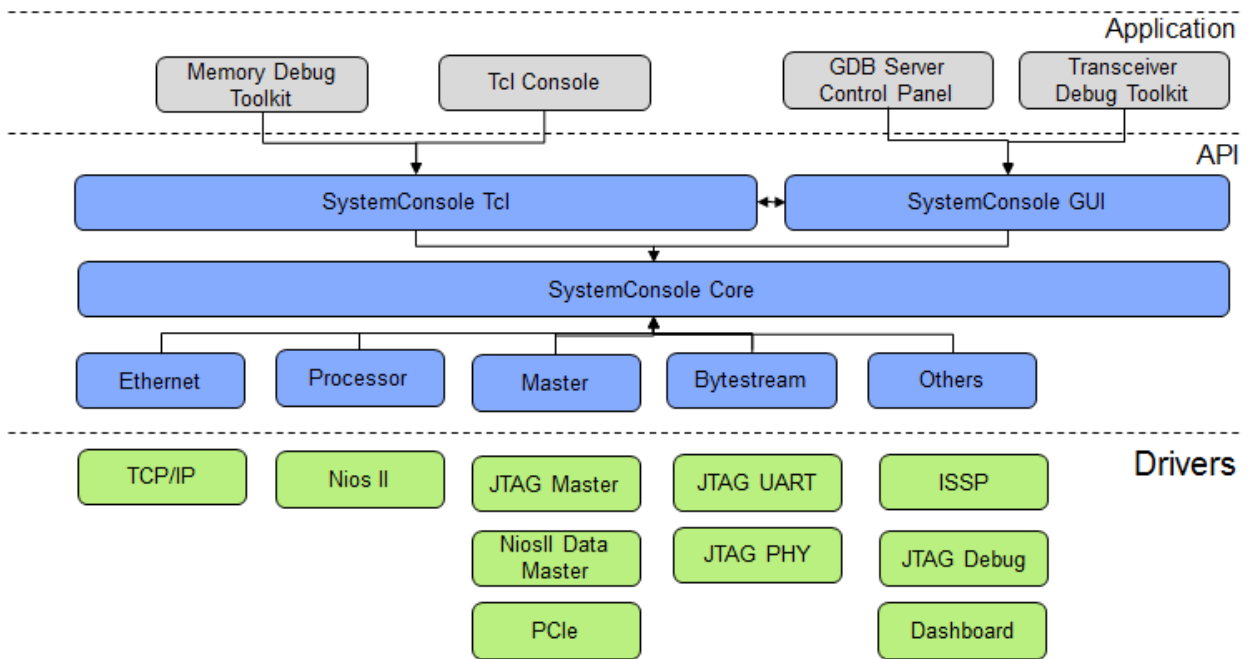 Application
Memory Debug
Toolkit
Tcl Console
GDB Server
Control Panel
Transceiver
Debug Toolkit
API
SystemConsole Tcl
SystemConsole GUI
SystemConsole Core
Ethernet
Processor
Master
Bytestream
Others
Drivers
TCP/IP
Nios II
JTAG Master
JTAG UART
ISSP
NiosII Data
Master
JTAG PHY
JTAG Debug
PCIe
Dashboard